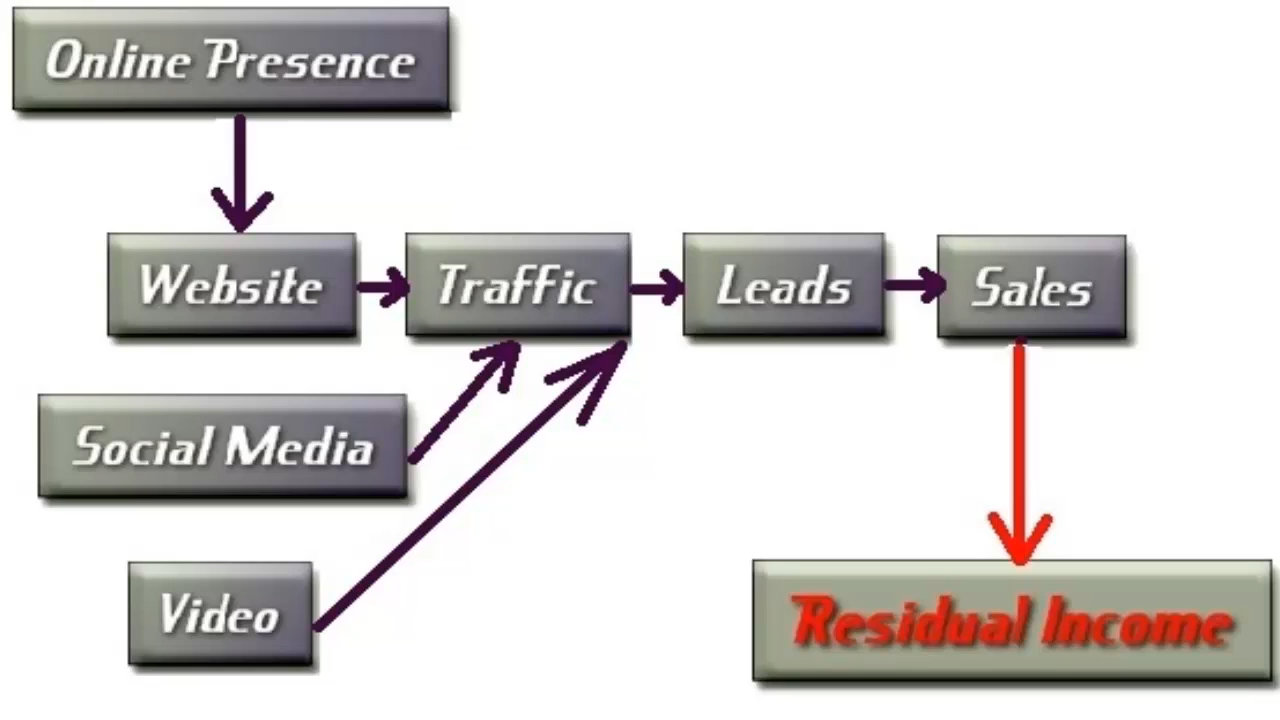 Online Presence
Website
Traffic
Leads
Sales
Social Media
Video
Residual Income